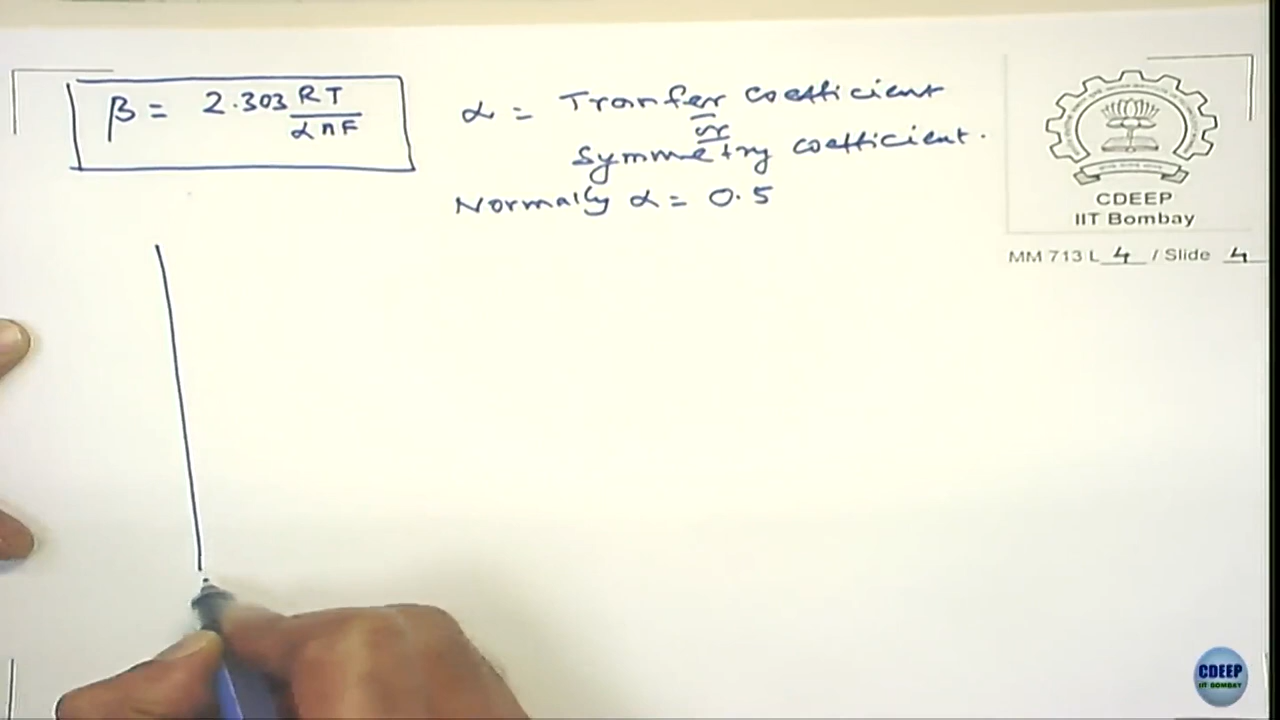 β = 2.303 RT / αnF
α = Tranfer coefficient
or
Symmetry coefficient.
Normally α = 0.5
CDEEP
IIT Bombay
MM 713 L 4 / Slide 4
CDEEP
IIT BOMBAY